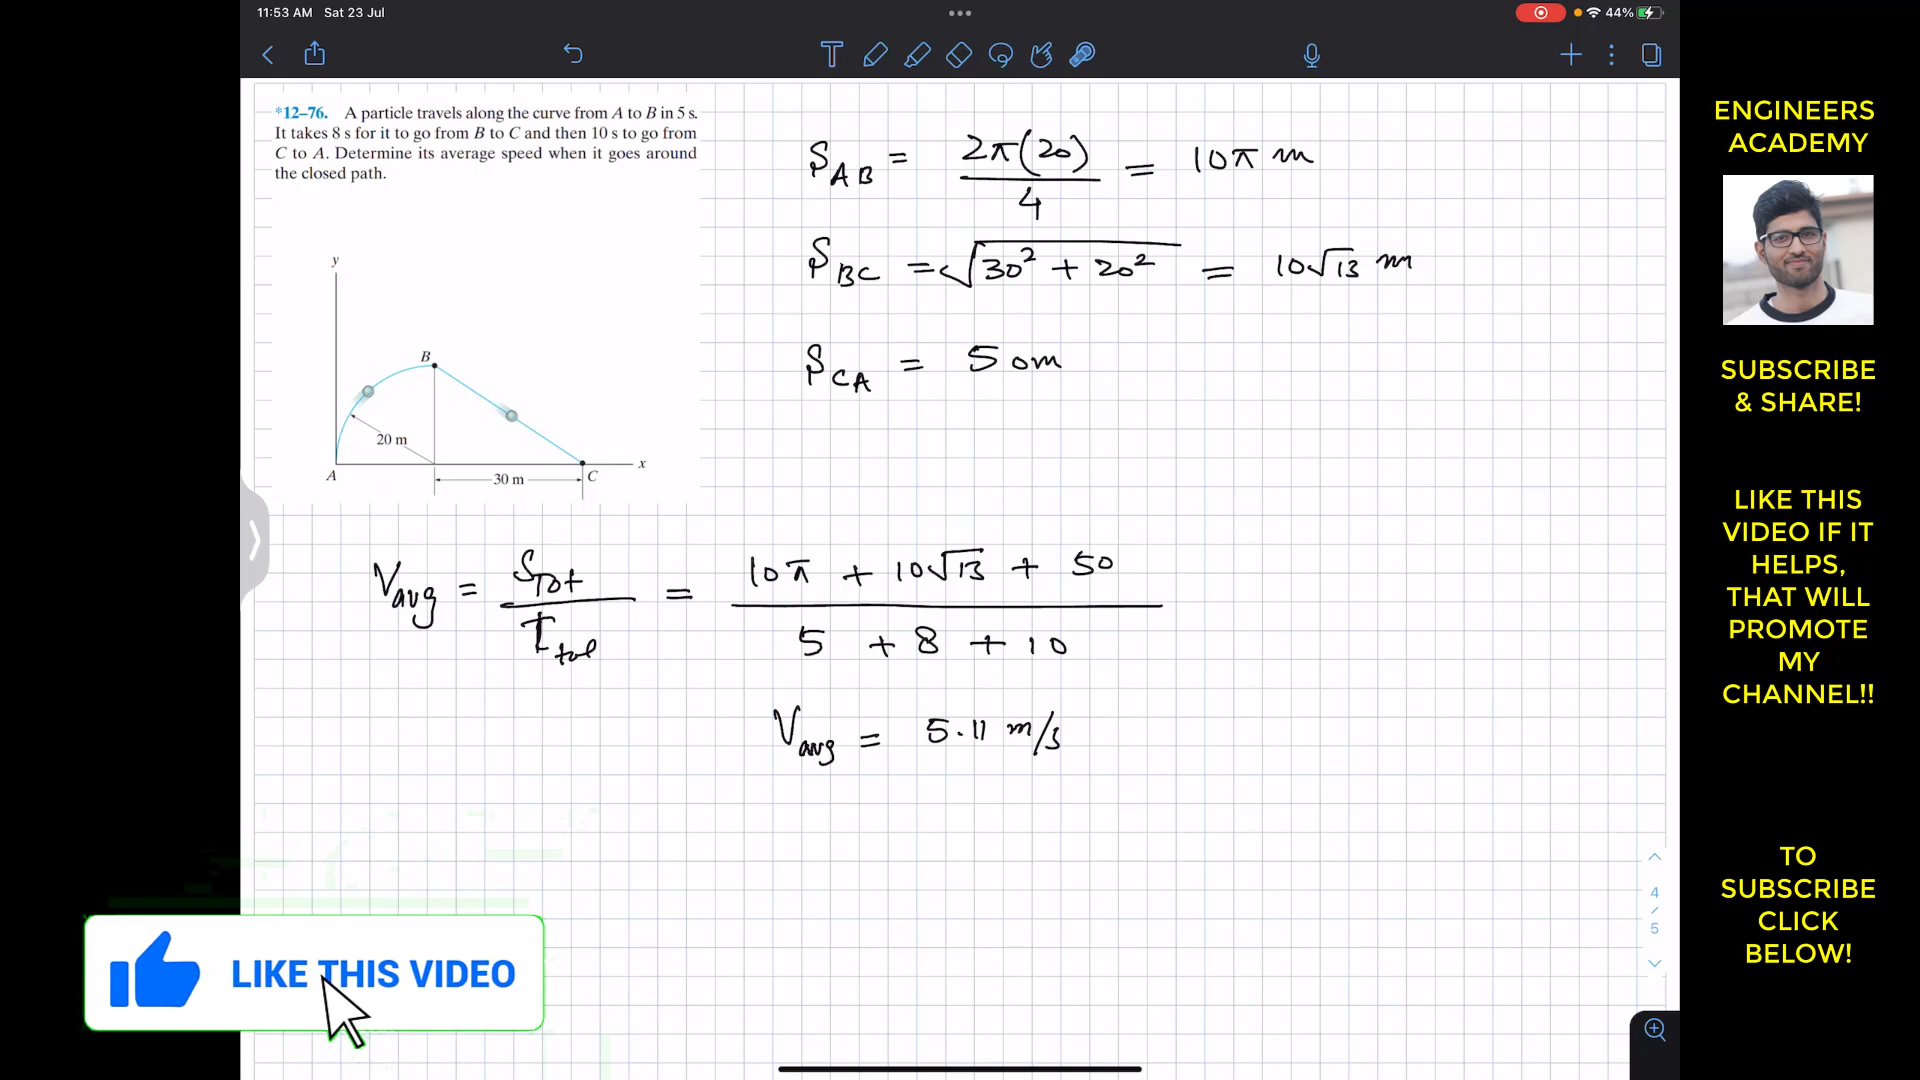 11:53 AM Sat 23 Jul
44%
*12–76. A particle travels along the curve from A to B in 5 s.
It takes 8 s for it to go from B to C and then 10 s to go from
C to A. Determine its average speed when it goes around
the closed path.
y
B
20 m
A
x
30 m
C
S_AB = 2π(20)/4 = 10π m
S_BC = √(30² + 20²) = 10√13 m
S_CA = 50m
V_avg = S_Tot/T_tot = (10π + 10√13 + 50)/(5 + 8 + 10)
V_avg = 5.11 m/s
ENGINEERS
ACADEMY
SUBSCRIBE
& SHARE!
LIKE THIS
VIDEO IF IT
HELPS,
THAT WILL
PROMOTE
MY
CHANNEL!!
TO
SUBSCRIBE
CLICK
BELOW!
4
/
5
LIKE THIS VIDEO